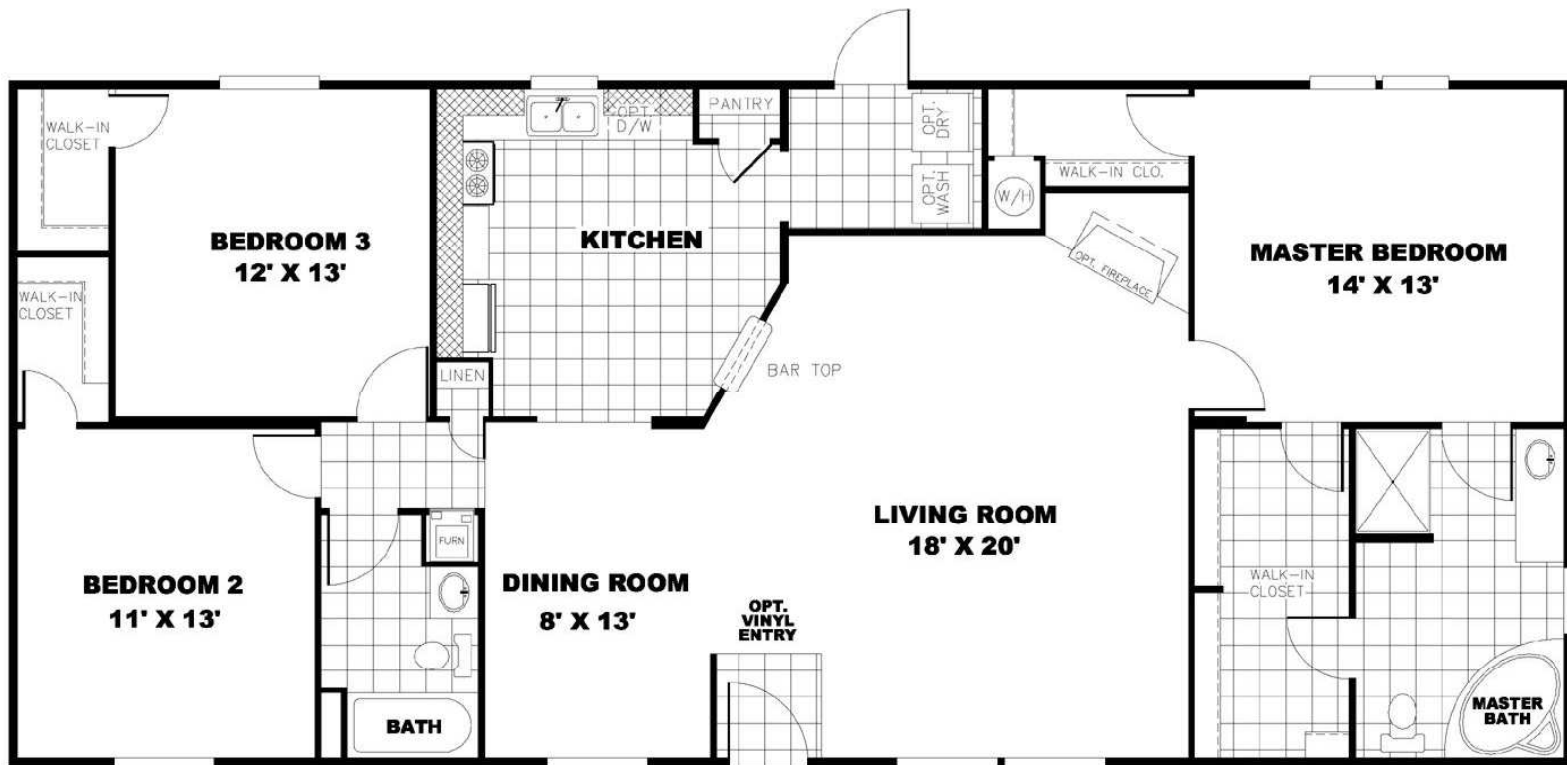 WALK-IN
CLOSET
BEDROOM 3
12' X 13'
OPT.
D/W
PANTRY
KITCHEN
OPT.
DRY
OPT.
WASH
W/H
WALK-IN CLO.
OPT. FIREPLACE
MASTER BEDROOM
14' X 13'
WALK-IN
CLOSET
LINEN
BAR TOP
BEDROOM 2
11' X 13'
FURN
BATH
DINING ROOM
8' X 13'
OPT.
VINYL
ENTRY
LIVING ROOM
18' X 20'
WALK-IN
CLOSET
MASTER
BATH